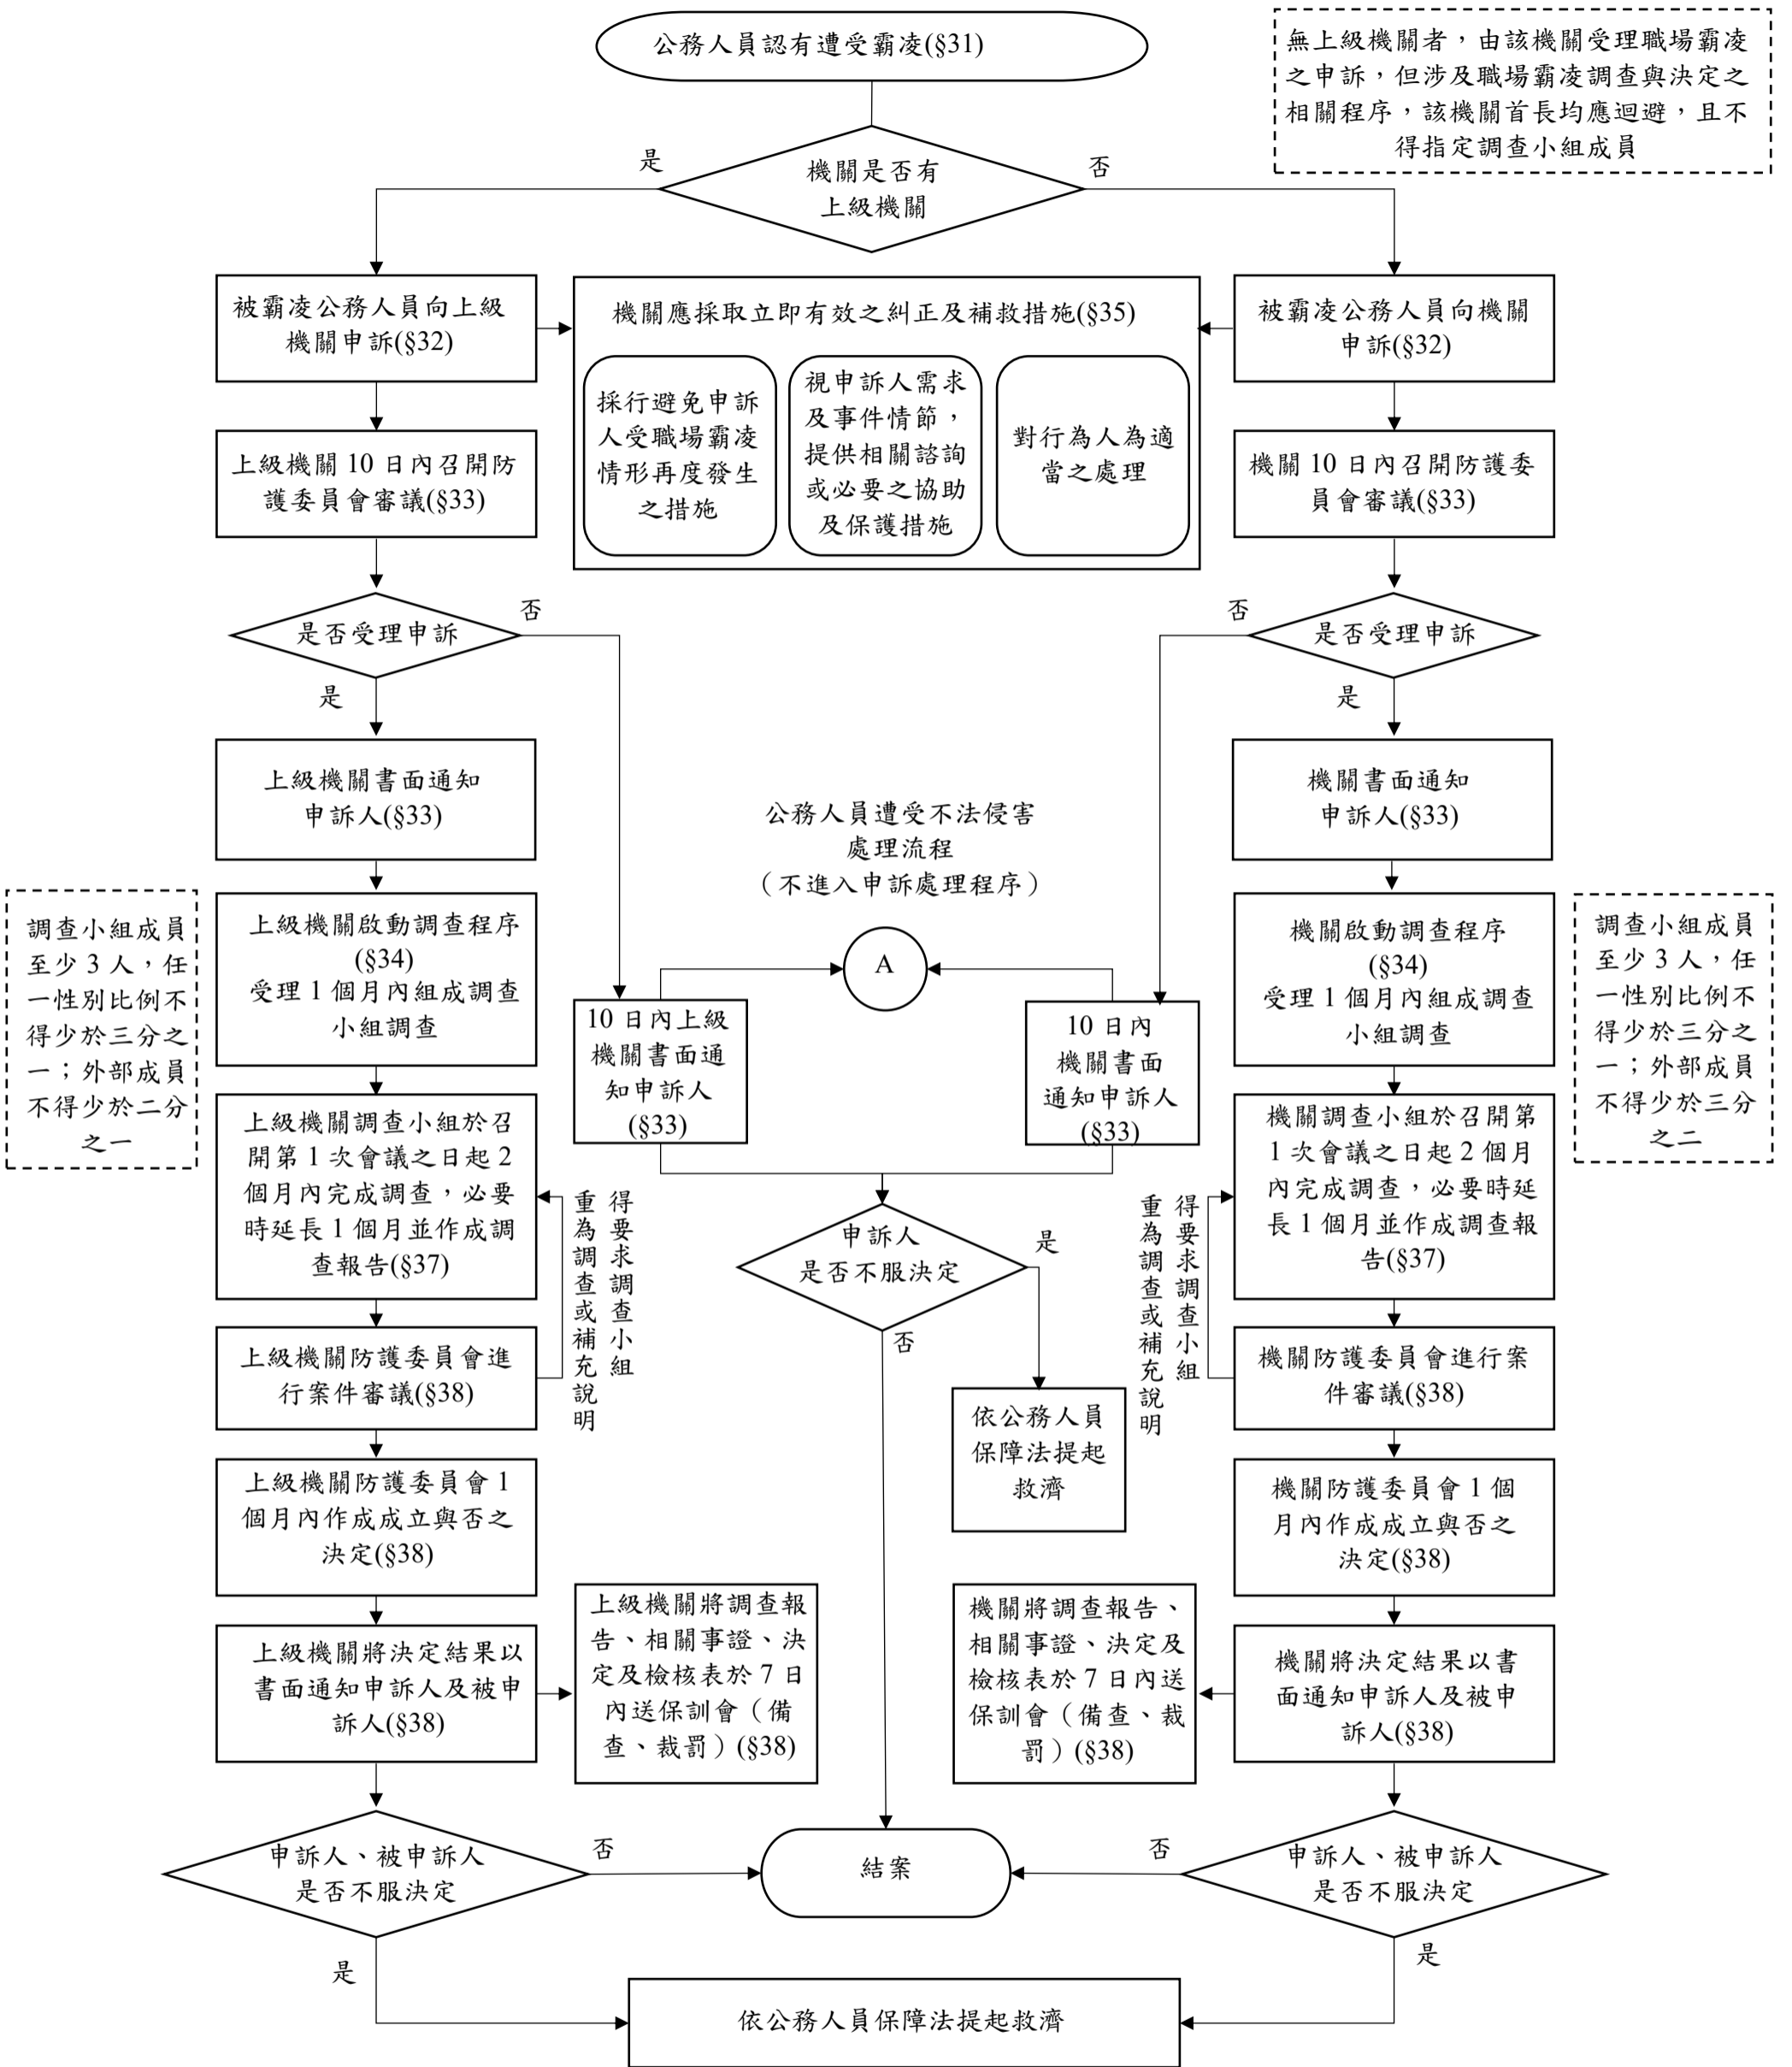 公務人員認有遭受霸凌(§31)
無上級機關者，由該機關受理職場霸凌
之申訴，但涉及職場霸凌調查與決定之
相關程序，該機關首長均應迴避，且不
得指定調查小組成員
機關是否有
上級機關
是
否
被霸凌公務人員向上級
機關申訴(§32)
機關應採取立即有效之糾正及補救措施(§35)
採行避免申訴
人受職場霸凌
情形再度發生
之措施
視申訴人需求
及事件情節，
提供相關諮詢
或必要之協助
及保護措施
對行為人為適
當之處理
被霸凌公務人員向機關
申訴(§32)
上級機關 10 日內召開防
護委員會審議(§33)
機關 10 日內召開防護委
員會審議(§33)
是否受理申訴
否
是
否
是否受理申訴
是
上級機關書面通知
申訴人(§33)
公務人員遭受不法侵害
處理流程
（不進入申訴處理程序）
機關書面通知
申訴人(§33)
調查小組成員
至少 3 人，任
一性別比例不
得少於三分之
一；外部成員
不得少於二分
之一
上級機關啟動調查程序
(§34)
受理 1 個月內組成調查
小組調查
A
10 日內上級
機關書面通
知申訴人
(§33)
10 日內
機關書面
通知申訴人
(§33)
機關啟動調查程序
(§34)
受理 1 個月內組成調查
小組調查
調查小組成員
至少 3 人，任
一性別比例不
得少於三分之
一；外部成員
不得少於三分
之二
上級機關調查小組於召
開第 1 次會議之日起 2
個月內完成調查，必要
時延長 1 個月並作成調
查報告(§37)
得要求調查小組
重為調查或補充說明
申訴人
是否不服決定
是
否
得要求調查小組
重為調查或補充說明
機關調查小組於召開第
1 次會議之日起 2 個月
內完成調查，必要時延
長 1 個月並作成調查報
告(§37)
上級機關防護委員會進
行案件審議(§38)
依公務人員
保障法提起
救濟
機關防護委員會進行案
件審議(§38)
上級機關防護委員會 1
個月內作成成立與否之
決定(§38)
機關防護委員會 1 個
月內作成成立與否之
決定(§38)
上級機關將決定結果以
書面通知申訴人及被申
訴人(§38)
上級機關將調查報
告、相關事證、決
定及檢核表於 7 日
內送保訓會（備
查、裁罰）(§38)
機關將調查報告、
相關事證、決定及
檢核表於 7 日內送
保訓會（備查、裁
罰）(§38)
機關將決定結果以書
面通知申訴人及被申
訴人(§38)
申訴人、被申訴人
是否不服決定
否
是
結案
否
申訴人、被申訴人
是否不服決定
是
依公務人員保障法提起救濟